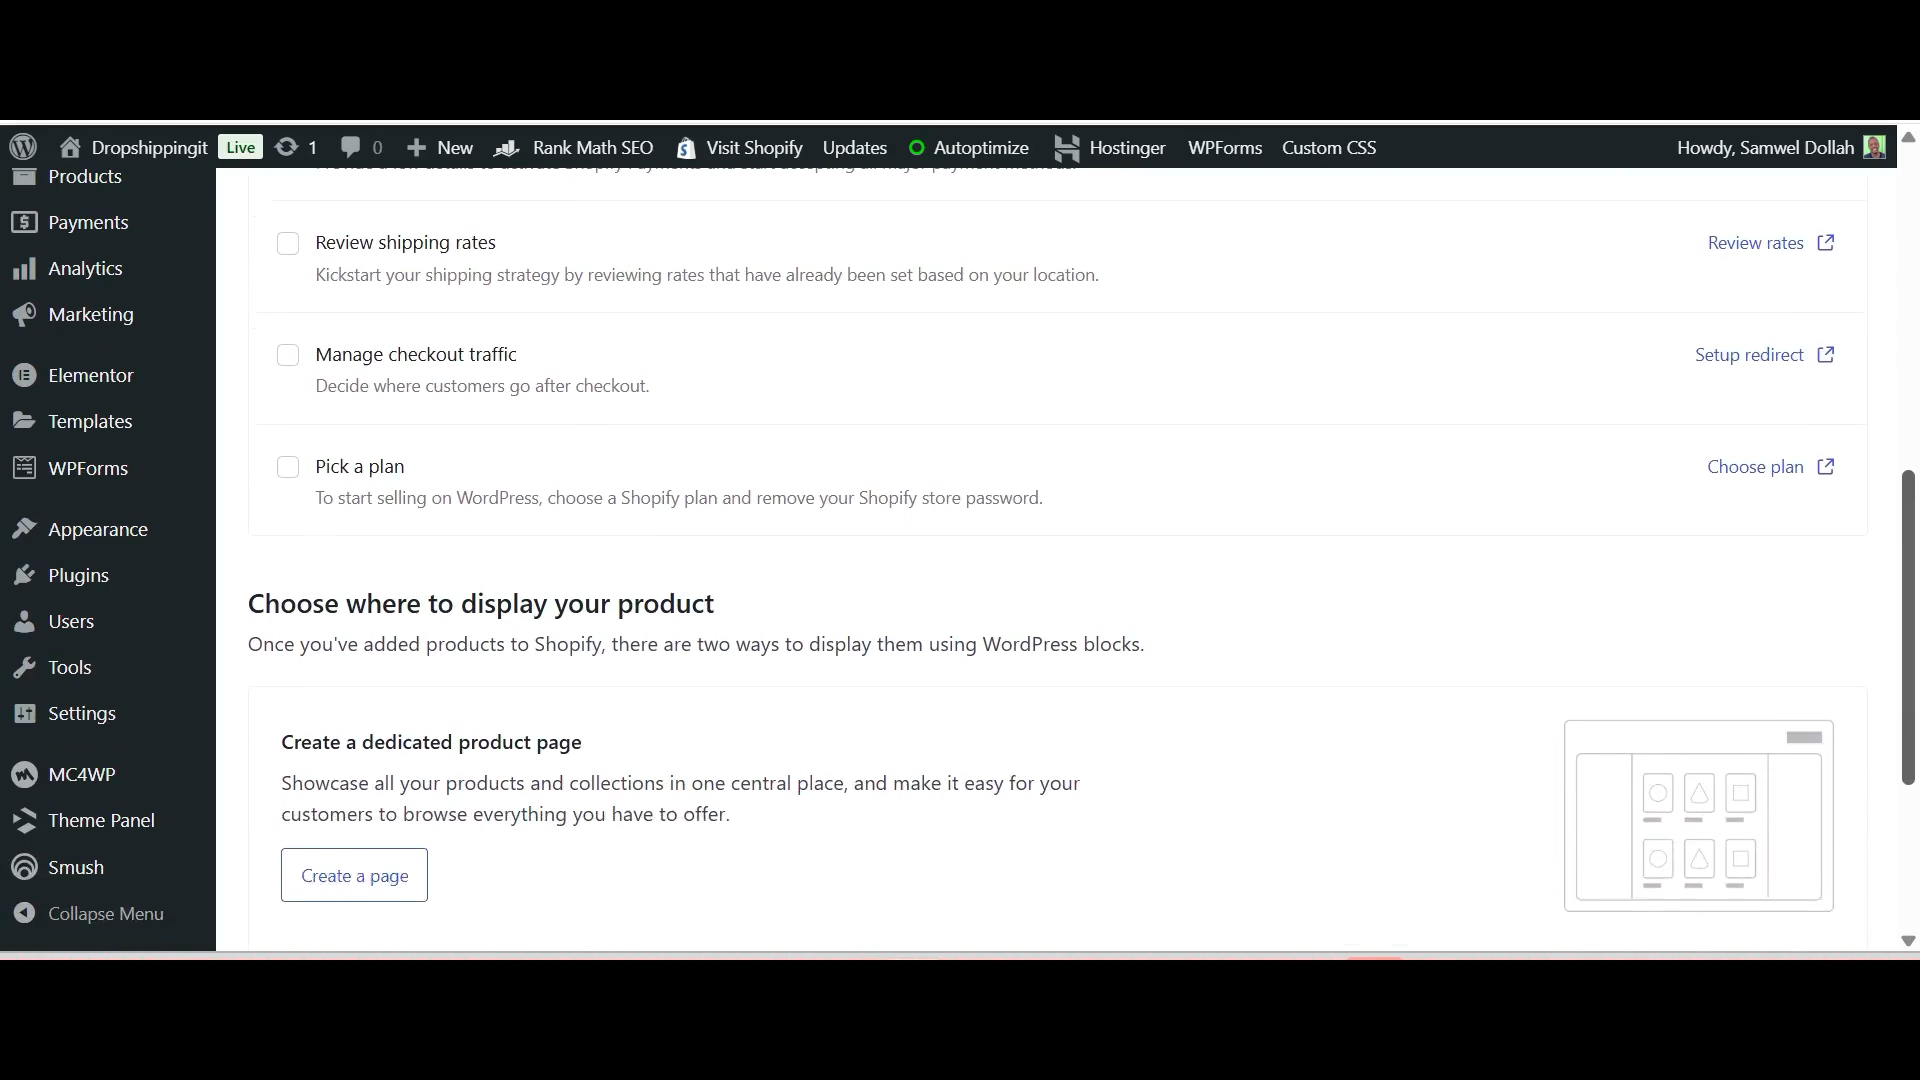 Dropshippingit Live 1 0 New Rank Math SEO Visit Shopify Updates Autoptimize Hostinger WPForms Custom CSS Howdy, Samwel Dollah
Products
Payments
Analytics
Marketing
Elementor
Templates
WPForms
Appearance
Plugins
Users
Tools
Settings
MC4WP
Theme Panel
Smush
Collapse Menu
Review shipping rates
Review rates
Kickstart your shipping strategy by reviewing rates that have already been set based on your location.
Manage checkout traffic
Setup redirect
Decide where customers go after checkout.
Pick a plan
Choose plan
To start selling on WordPress, choose a Shopify plan and remove your Shopify store password.
Choose where to display your product
Once you've added products to Shopify, there are two ways to display them using WordPress blocks.
Create a dedicated product page
Showcase all your products and collections in one central place, and make it easy for your
customers to browse everything you have to offer.
Create a page